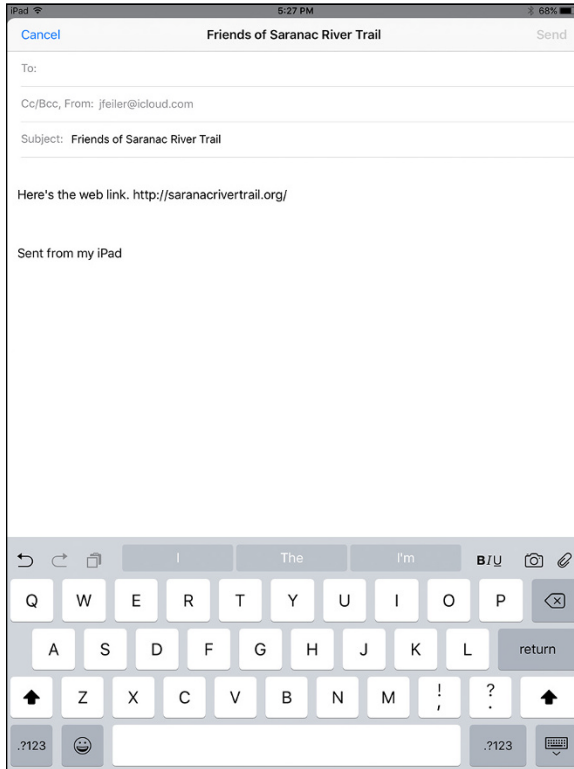 iPad 5:27 PM 68%
Cancel Friends of Saranac River Trail Send
To:
Cc/Bcc, From: jfeiler@icloud.com
Subject: Friends of Saranac River Trail
Here's the web link. http://saranacrivertrail.org/
Sent from my iPad
I The I'm BIU
Q W E R T Y U I O P
A S D F G H J K L return
Z X C V B N M ! , ? .
.?123 .?123